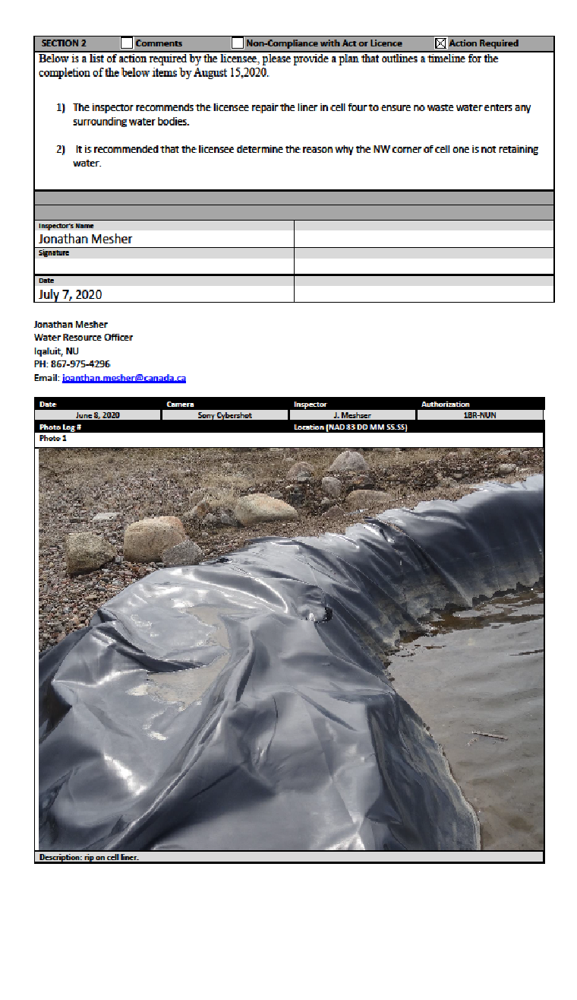 SECTION 2 Comments Non-Compliance with Act or Licence Action Required
Below is a list of action required by the licensee, please provide a plan that outlines a timeline for the
completion of the below items by August 15,2020.
1) The inspector recommends the licensee repair the liner in cell four to ensure no waste water enters any
surrounding water bodies.
2) It is recommended that the licensee determine the reason why the NW corner of cell one is not retaining
water.
Inspector's Name
Jonathan Mesher
Signature
Date
July 7, 2020
Jonathan Mesher
Water Resource Officer
Iqaluit, NU
PH: 867-975-4296
Email: joanthan.mesher@canada.ca
Date Camera Inspector Authorization
June 8, 2020 Sony Cybershot J. Meshser 1BR-NUN
Photo Log # Location (NAD 83 DD MM SS.SS)
Photo 1
Description: rip on cell liner.